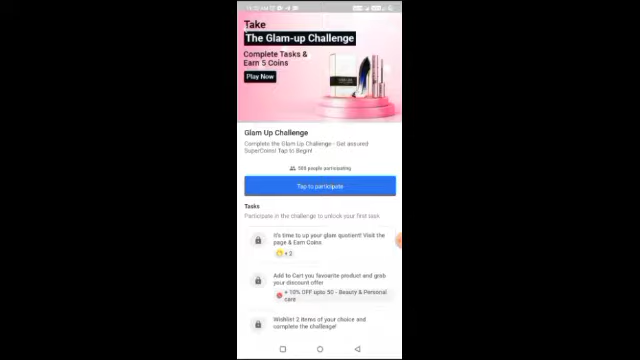 Take
The Glam-up Challenge
Complete Tasks &
Earn 5 Coins
Play Now
Glam Up Challenge
Complete the Glam Up Challenge - Get assured
SuperCoins! Tap to Begin!
people participating
Tap to participate
Tasks
Participate in the challenge to unlock your first task
It's time to up your glam quotient! Visit the
page & Earn Coins.
+ 2
Add to Cart you favourite product and grab
your discount offer
+ 10% OFF upto 50 - Beauty & Personal
care
Wishlist 2 items of your choice and
complete the challenge!